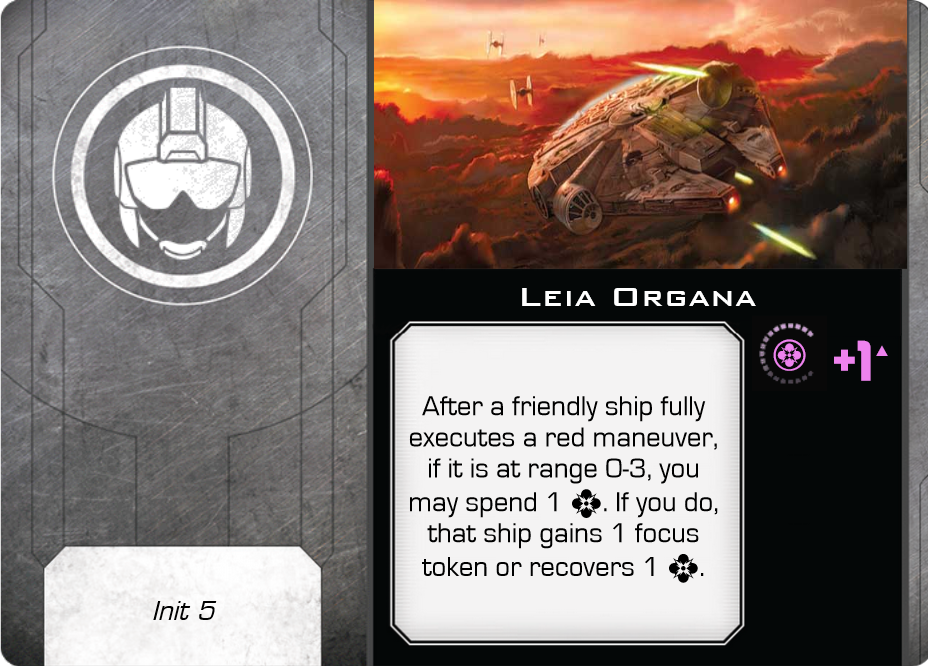 Leia Organa
+1
After a friendly ship fully
executes a red maneuver,
if it is at range 0-3, you
may spend 1 . If you do,
that ship gains 1 focus
token or recovers 1 .
Init 5